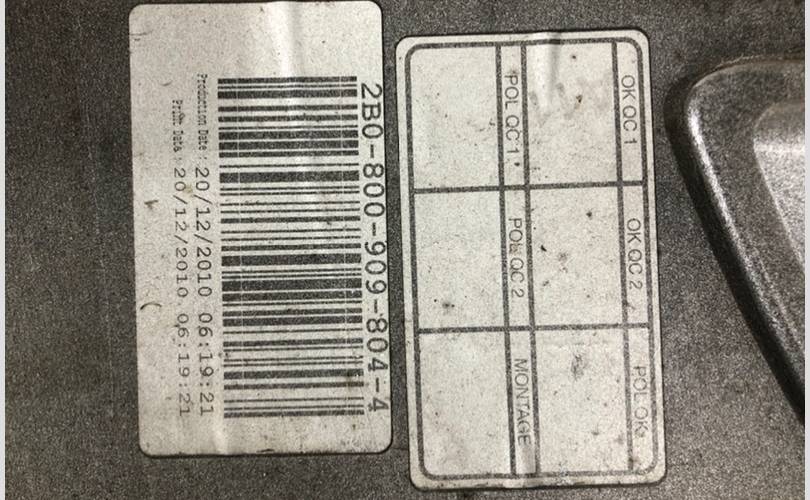 2B0-800-909-804-4
Production Date : 20/12/2010 06:19:21
Print Data : 20/12/2010 06:19:21
OK QC 1
OK QC 2
POL OK
POL QC 1
POL QC 2
MONTAGE